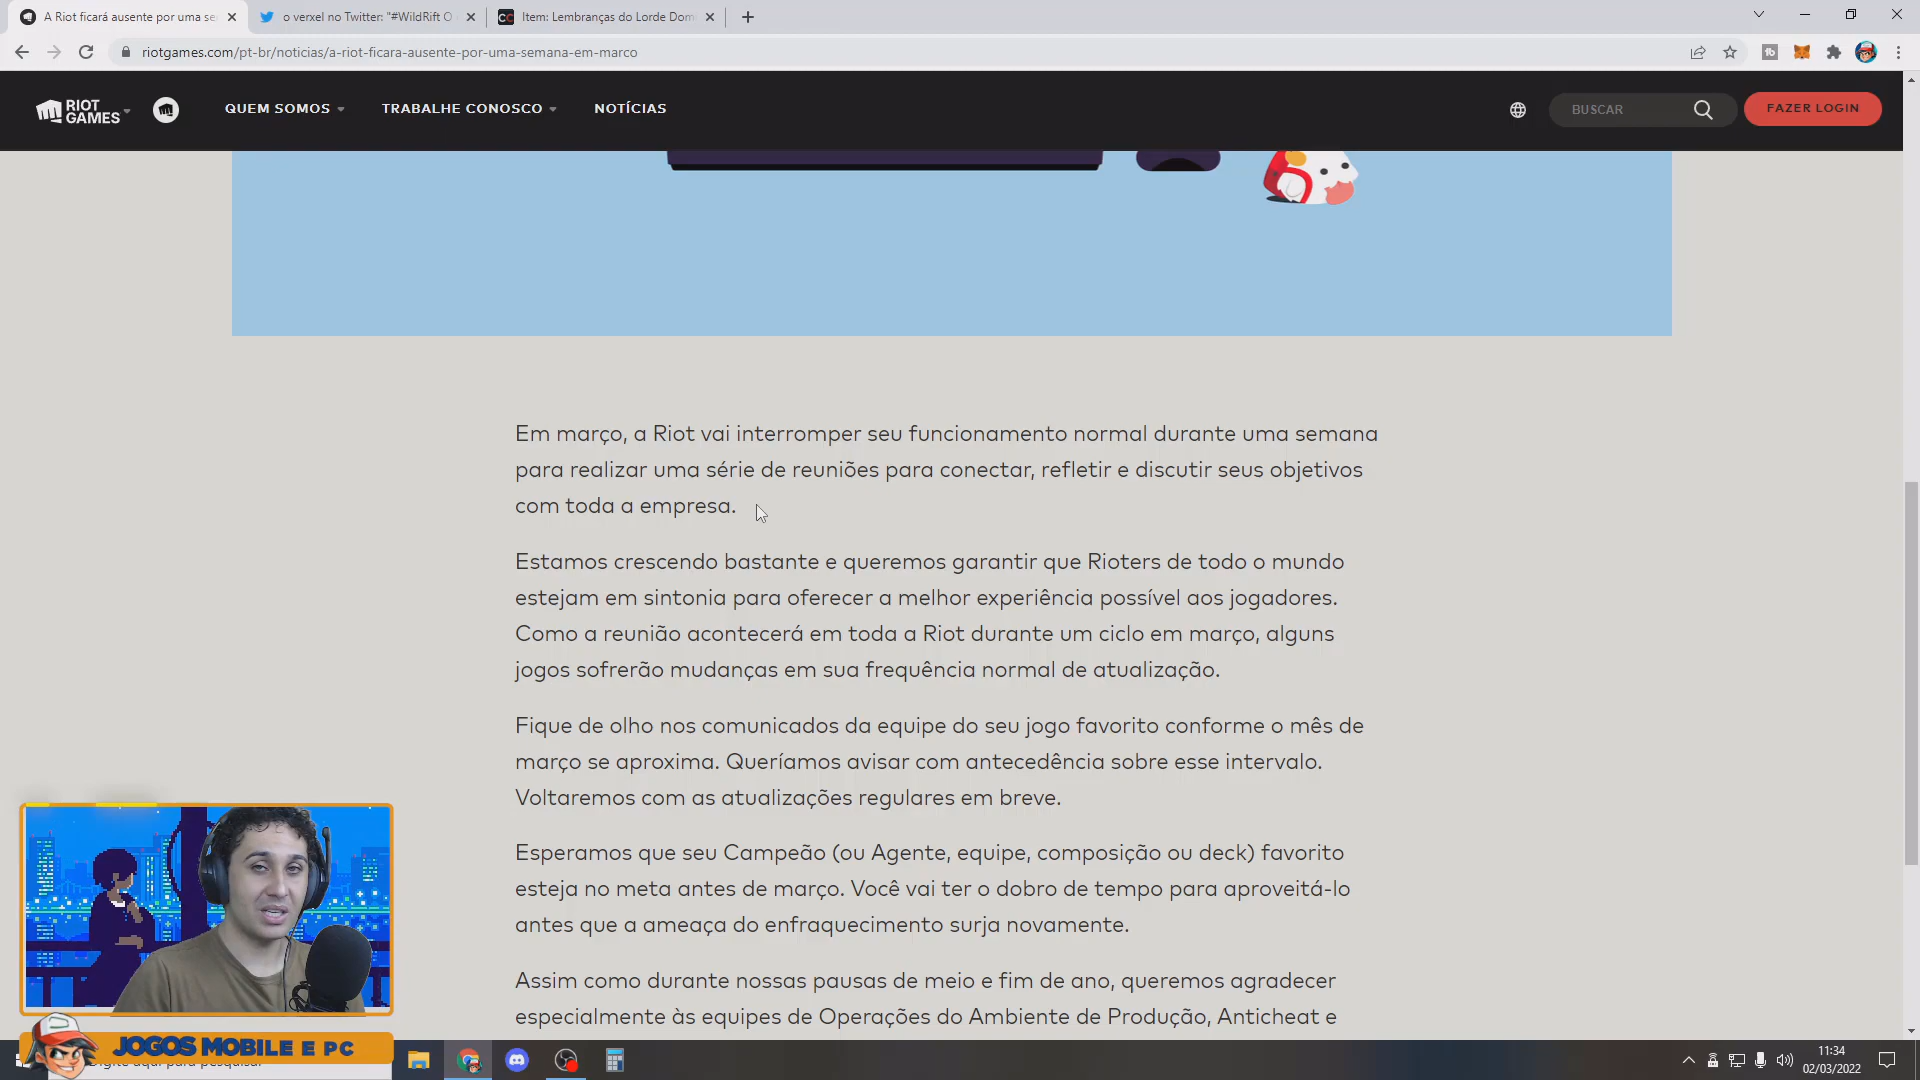 A Riot ficará ausente por uma se
o verxel no Twitter: "#WildRift O
Item: Lembranças do Lorde Dom
riotgames.com/pt-br/noticias/a-riot-ficara-ausente-por-uma-semana-em-marco
RIOT
GAMES
QUEM SOMOS
TRABALHE CONOSCO
NOTÍCIAS
BUSCAR
FAZER LOGIN
Em março, a Riot vai interromper seu funcionamento normal durante uma semana
para realizar uma série de reuniões para conectar, refletir e discutir seus objetivos
com toda a empresa.
Estamos crescendo bastante e queremos garantir que Rioters de todo o mundo
estejam em sintonia para oferecer a melhor experiência possível aos jogadores.
Como a reunião acontecerá em toda a Riot durante um ciclo em março, alguns
jogos sofrerão mudanças em sua frequência normal de atualização.
Fique de olho nos comunicados da equipe do seu jogo favorito conforme o mês de
março se aproxima. Queríamos avisar com antecedência sobre esse intervalo.
Voltaremos com as atualizações regulares em breve.
Esperamos que seu Campeão (ou Agente, equipe, composição ou deck) favorito
esteja no meta antes de março. Você vai ter o dobro de tempo para aproveitá-lo
antes que a ameaça do enfraquecimento surja novamente.
Assim como durante nossas pausas de meio e fim de ano, queremos agradecer
especialmente às equipes de Operações do Ambiente de Produção, Anticheat e
JOGOS MOBILE E PC
aqui para pesquisar
11:34
02/03/2022